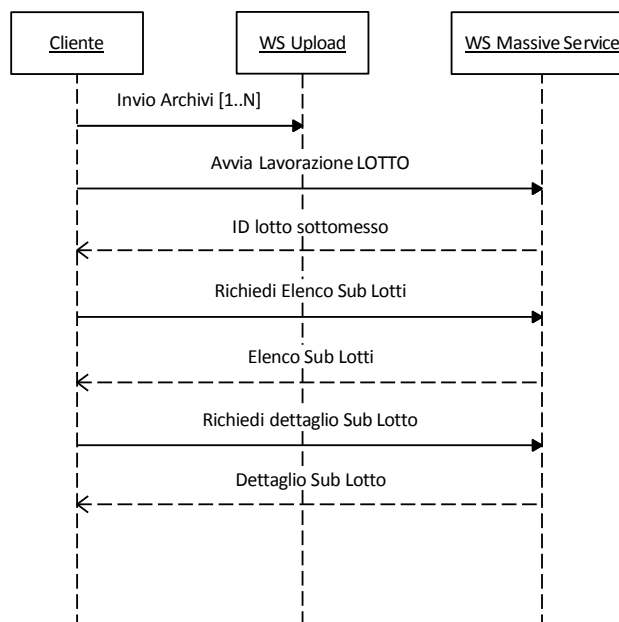 Cliente
WS Upload
WS Massive Service
Invio Archivi [1..N]
Avvia Lavorazione LOTTO
ID lotto sottomesso
Richiedi Elenco Sub Lotti
Elenco Sub Lotti
Richiedi dettaglio Sub Lotto
Dettaglio Sub Lotto